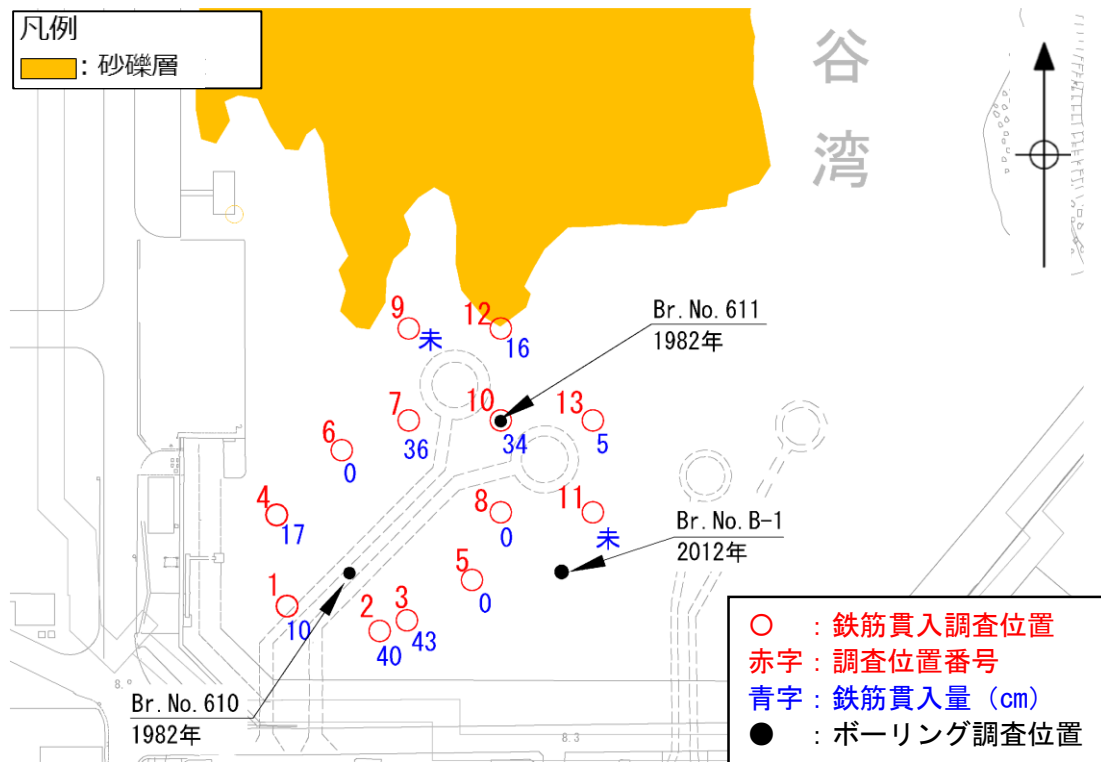 凡例
: 砂礫層
谷
湾
9
未
12
16
Br. No. 611
1982年
7
36
10
34
13
5
6
0
4
17
8
0
11
未
Br. No. B-1
2012年
5
0
1
10
2
40
3
43
Br. No. 610
1982年
8.3
○ : 鉄筋貫入調査位置
赤字 : 調査位置番号
青字 : 鉄筋貫入量 (cm)
● : ボーリング調査位置